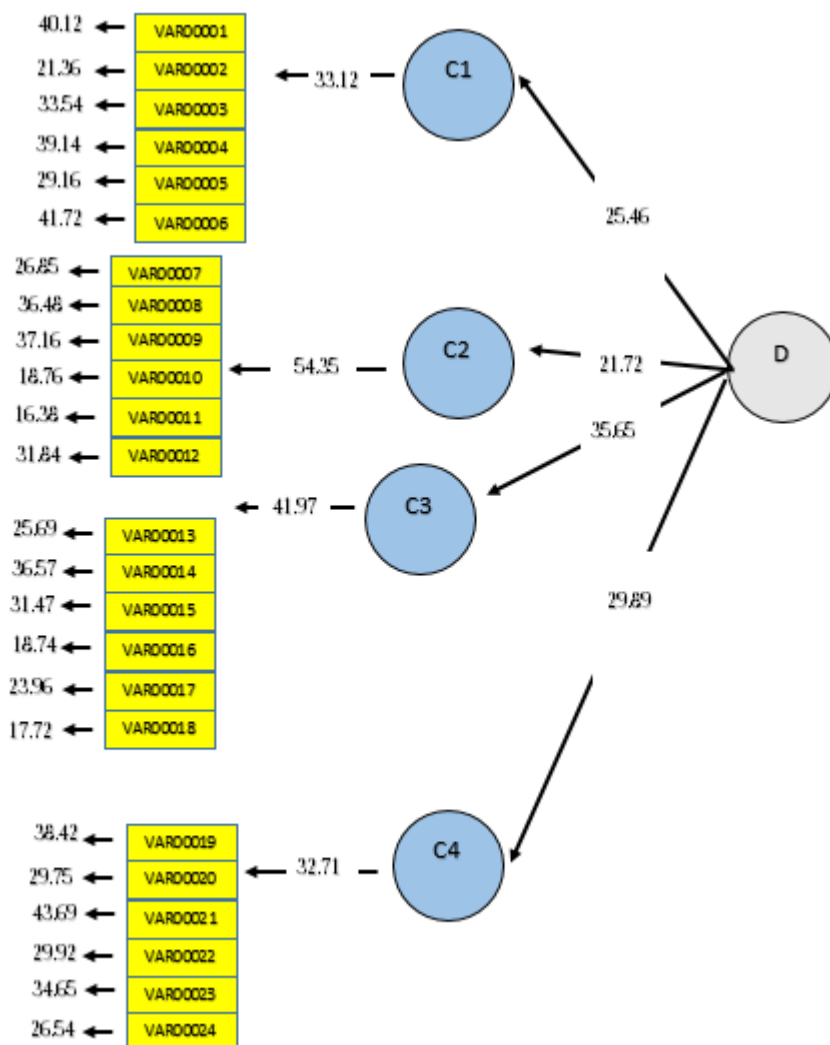 40.12 VAR00001
C1
21.36 VAR00002
33.12
33.54 VAR00003
39.14 VAR00004
29.16 VAR00005
41.72 VAR00006
25.46
26.85 VAR00007
36.48 VAR00008
37.16 VAR00009
C2
D
18.76 VAR00010
54.35
21.72
16.38 VAR00011
35.65
31.84 VAR00012
41.97
C3
25.69 VAR00013
36.57 VAR00014
31.47 VAR00015
29.89
18.74 VAR00016
23.96 VAR00017
17.72 VAR00018
38.42 VAR00019
C4
29.75 VAR00020
32.71
43.69 VAR00021
29.92 VAR00022
34.65 VAR00023
26.54 VAR00024